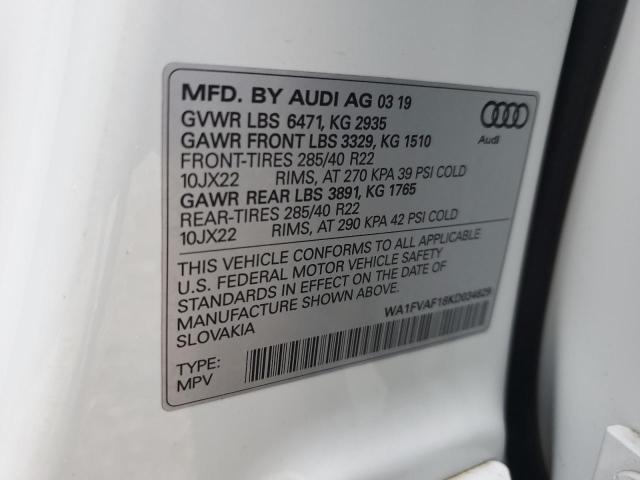 MFD. BY AUDI AG 03 19
GVWR LBS 6471, KG 2935
GAWR FRONT LBS 3329, KG 1510
FRONT-TIRES 285/40 R22
10JX22 RIMS, AT 270 KPA 39 PSI COLD
GAWR REAR LBS 3891, KG 1765
REAR-TIRES 285/40 R22
10JX22 RIMS, AT 290 KPA 42 PSI COLD
Audi
THIS VEHICLE CONFORMS TO ALL APPLICABLE
U.S. FEDERAL MOTOR VEHICLE SAFETY
STANDARDS IN EFFECT ON THE DATE OF
MANUFACTURE SHOWN ABOVE.
SLOVAKIA
WA1FVAF18KD034629
TYPE:
MPV